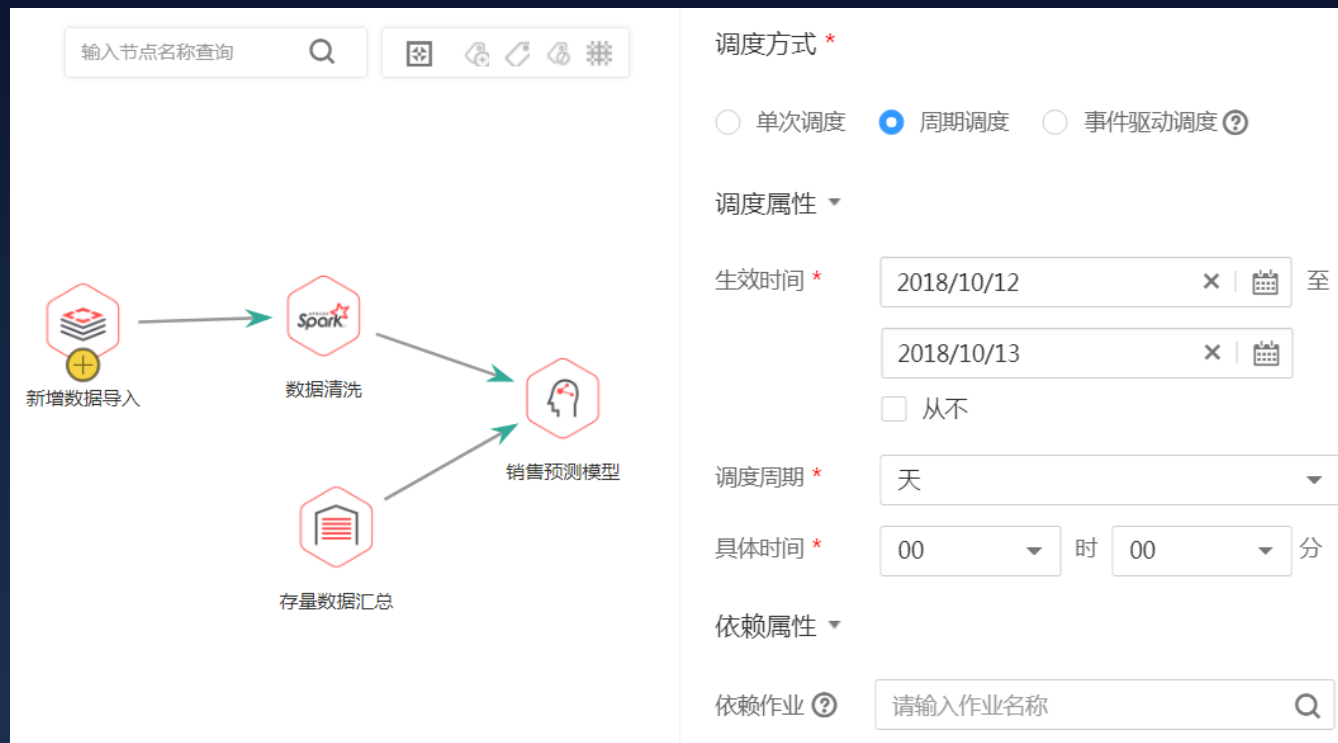 输入节点名称查询
新增数据导入
APACHE
Spark
数据清洗
销售预测模型
存量数据汇总
调度方式 *
单次调度 周期调度 事件驱动调度 ?
调度属性
生效时间 * 2018/10/12 至
2018/10/13
从不
调度周期 * 天
具体时间 * 00 时 00 分
依赖属性
依赖作业 ? 请输入作业名称